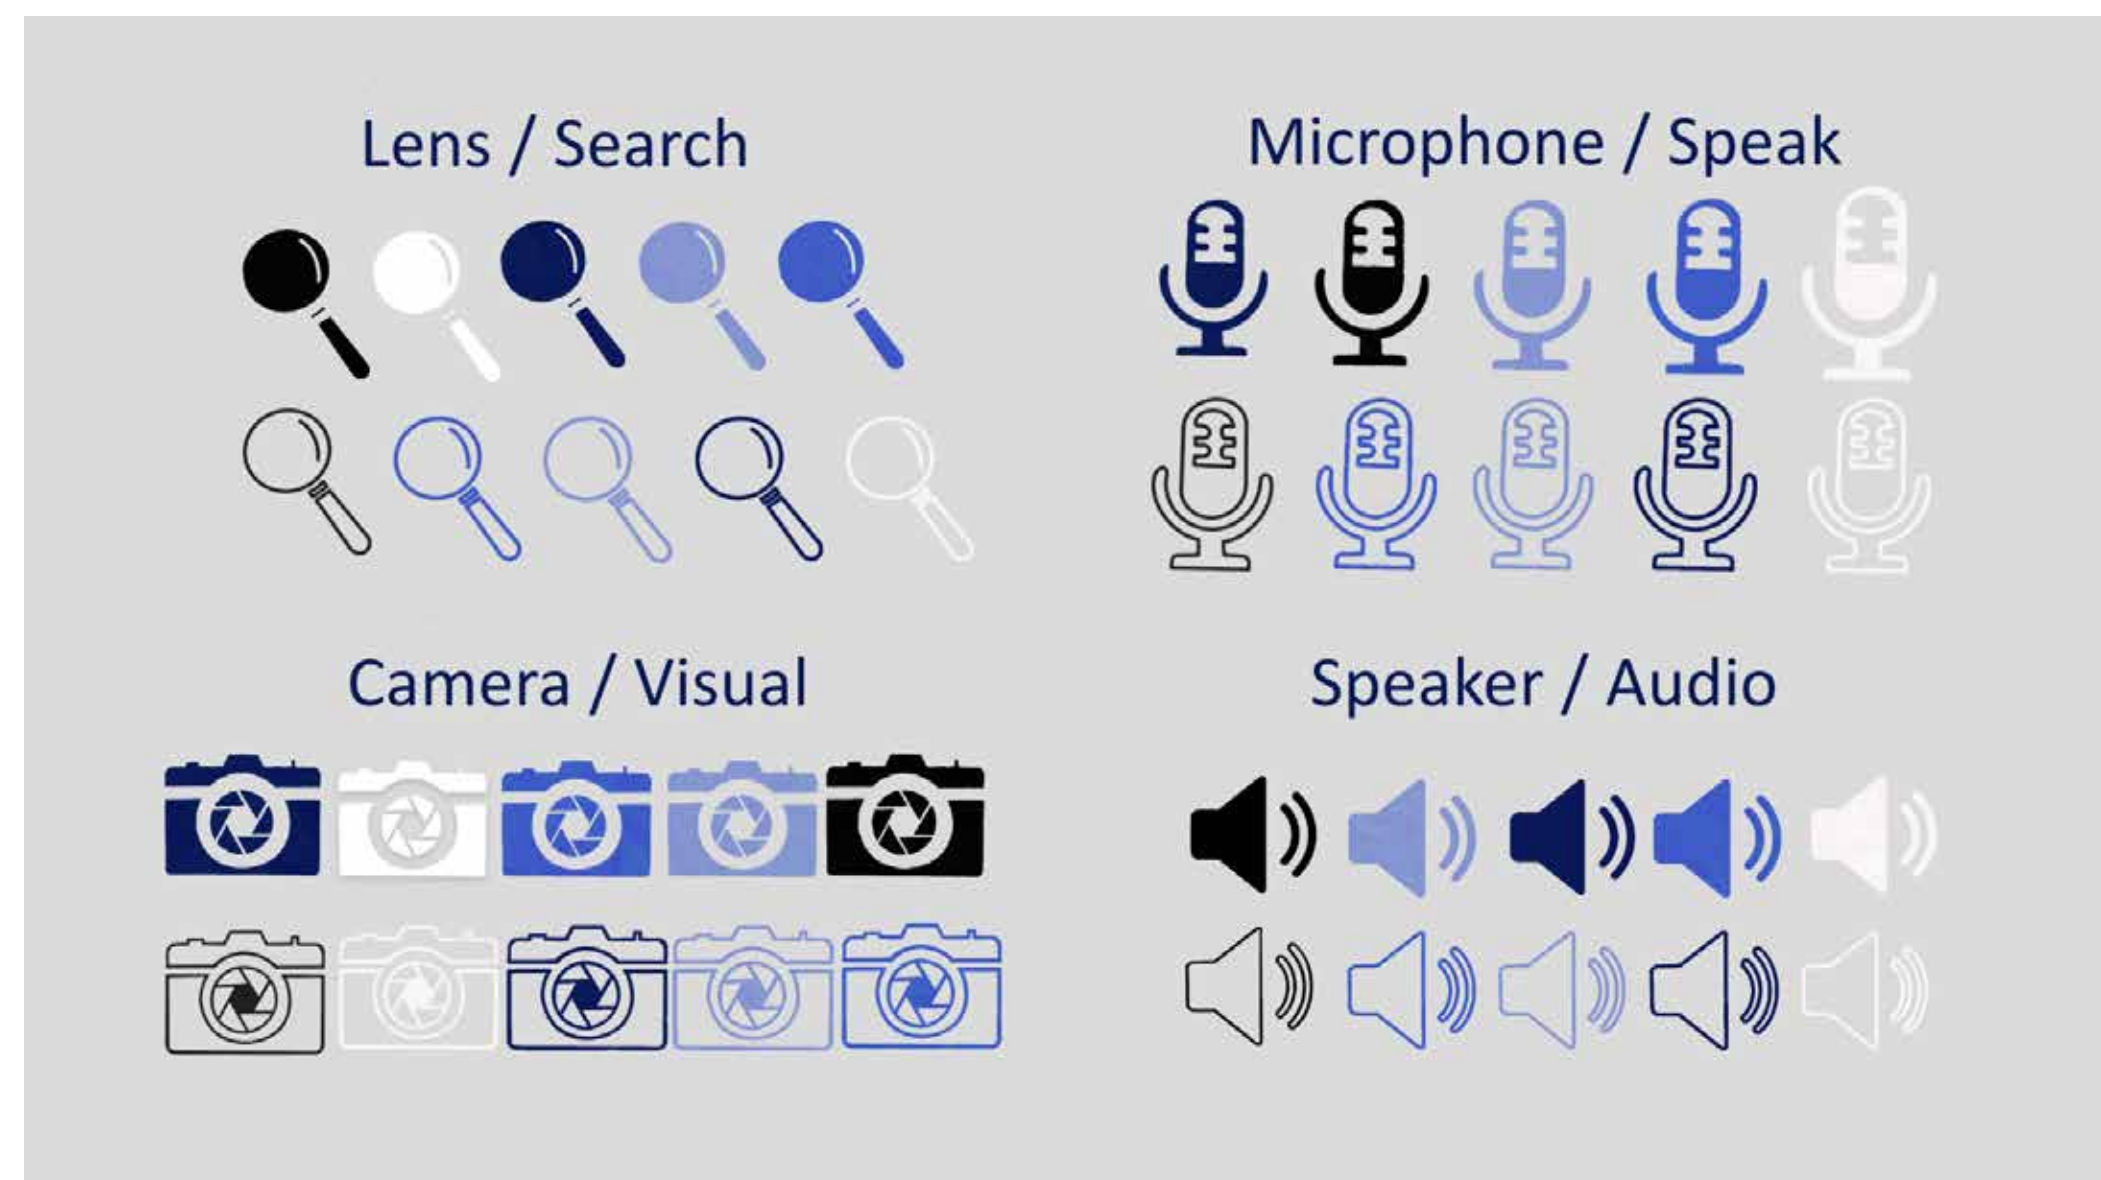 Lens / Search
Microphone / Speak
Camera / Visual
Speaker / Audio